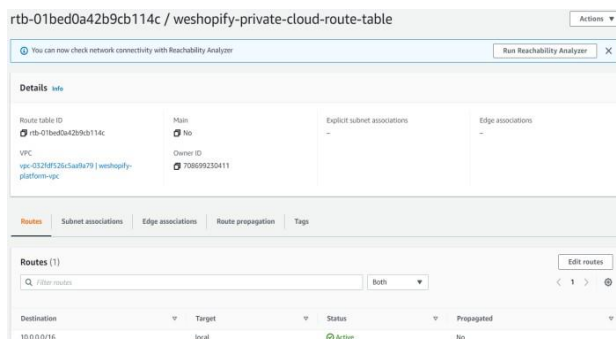 rtb-01bed0a42b9cb114c / weshopify-private-cloud-route-table
Actions
You can now check network connectivity with Reachability Analyzer
Run Reachability Analyzer
Details Info
Route table ID
rtb-01bed0a42b9cb114c
Main
No
Explicit subnet associations
–
Edge associations
–
VPC
vpc-032fdf526c5aa9a79 | weshopify-
platform-vpc
Owner ID
708699230411
Routes
Subnet associations
Edge associations
Route propagation
Tags
Routes (1)
Edit routes
Filter routes
Both
1
Destination
Target
Status
Propagated
10.0.0.0/16
local
Active
No